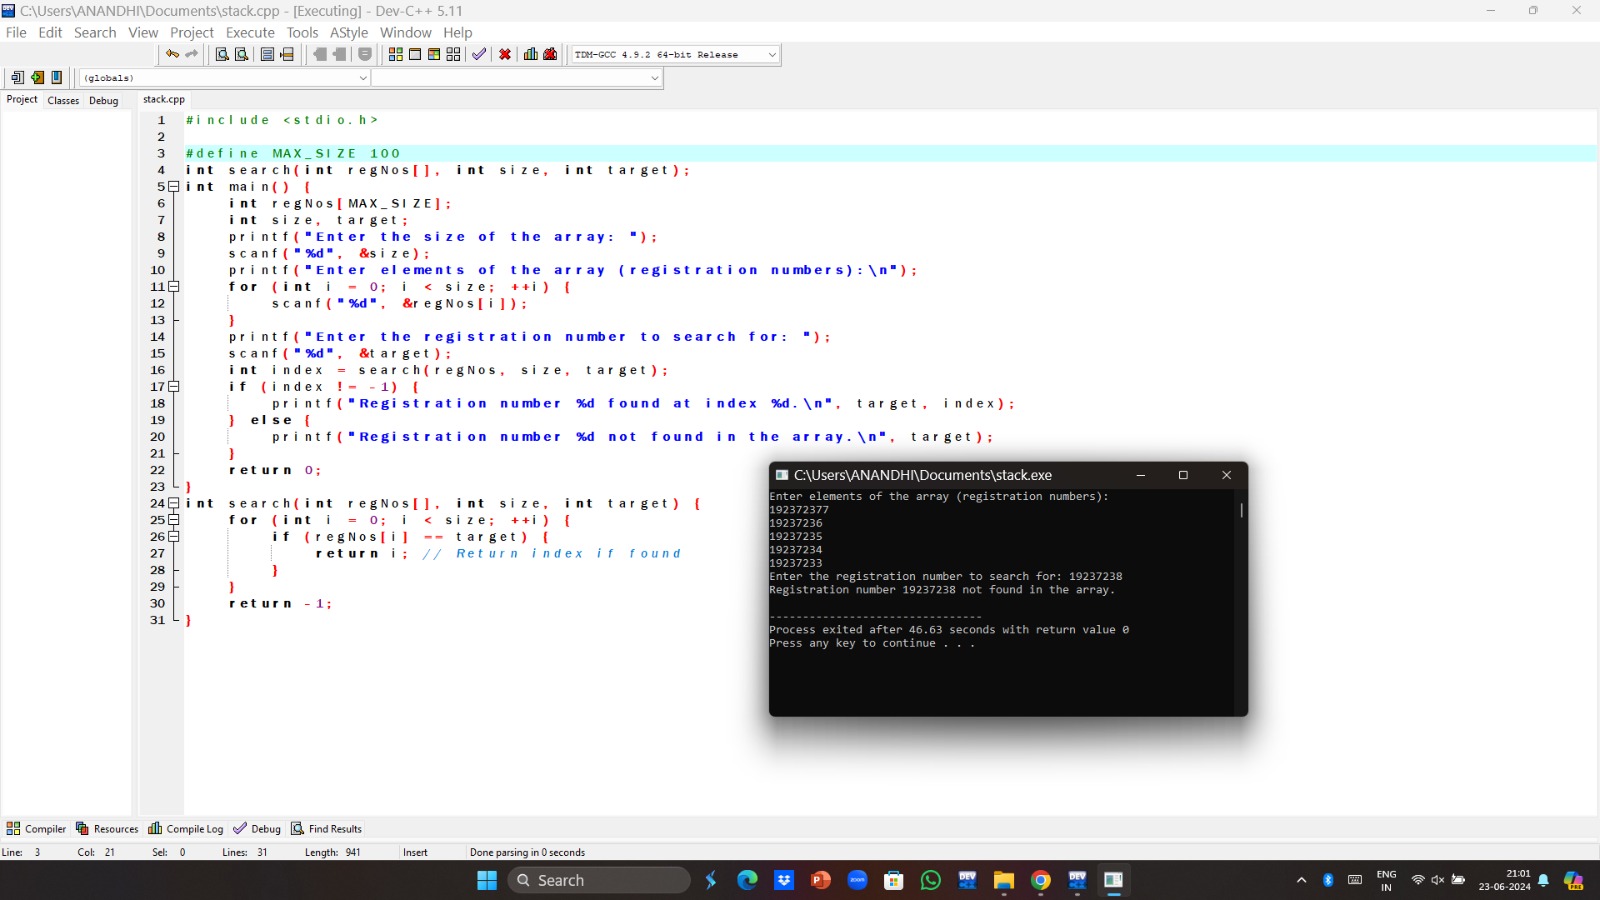 C:\Users\ANANDHI\Documents\stack.cpp - [Executing] - Dev-C++ 5.11
File Edit Search View Project Execute Tools AStyle Window Help
TDM-GCC 4.9.2 64-bit Release
(globals)
Project Classes Debug stack.cpp
1 #include <stdio.h>
2
3 #define MAX_SIZE 100
4 int search(int regNos[], int size, int target);
5 int main() {
6 int regNos[MAX_SIZE];
7 int size, target;
8 printf("Enter the size of the array: ");
9 scanf("%d", &size);
10 printf("Enter elements of the array (registration numbers):\n");
11 for (int i = 0; i < size; ++i) {
12 scanf("%d", &regNos[i]);
13 }
14 printf("Enter the registration number to search for: ");
15 scanf("%d", &target);
16 int index = search(regNos, size, target);
17 if (index != -1) {
18 printf("Registration number %d found at index %d.\n", target, index);
19 } else {
20 printf("Registration number %d not found in the array.\n", target);
21 }
22 return 0;
23 }
24 int search(int regNos[], int size, int target) {
25 for (int i = 0; i < size; ++i) {
26 if (regNos[i] == target) {
27 return i; // Return index if found
28 }
29 }
30 return -1;
31 }
C:\Users\ANANDHI\Documents\stack.exe
Enter elements of the array (registration numbers):
192372377
19237236
19237235
19237234
19237233
Enter the registration number to search for: 19237238
Registration number 19237238 not found in the array.
--------------------------------
Process exited after 46.63 seconds with return value 0
Press any key to continue . . .
Compiler Resources Compile Log Debug Find Results
Line: 3 Col: 21 Sel: 0 Lines: 31 Length: 941 Insert Done parsing in 0 seconds
Search
ENG
IN
21:01
23-06-2024